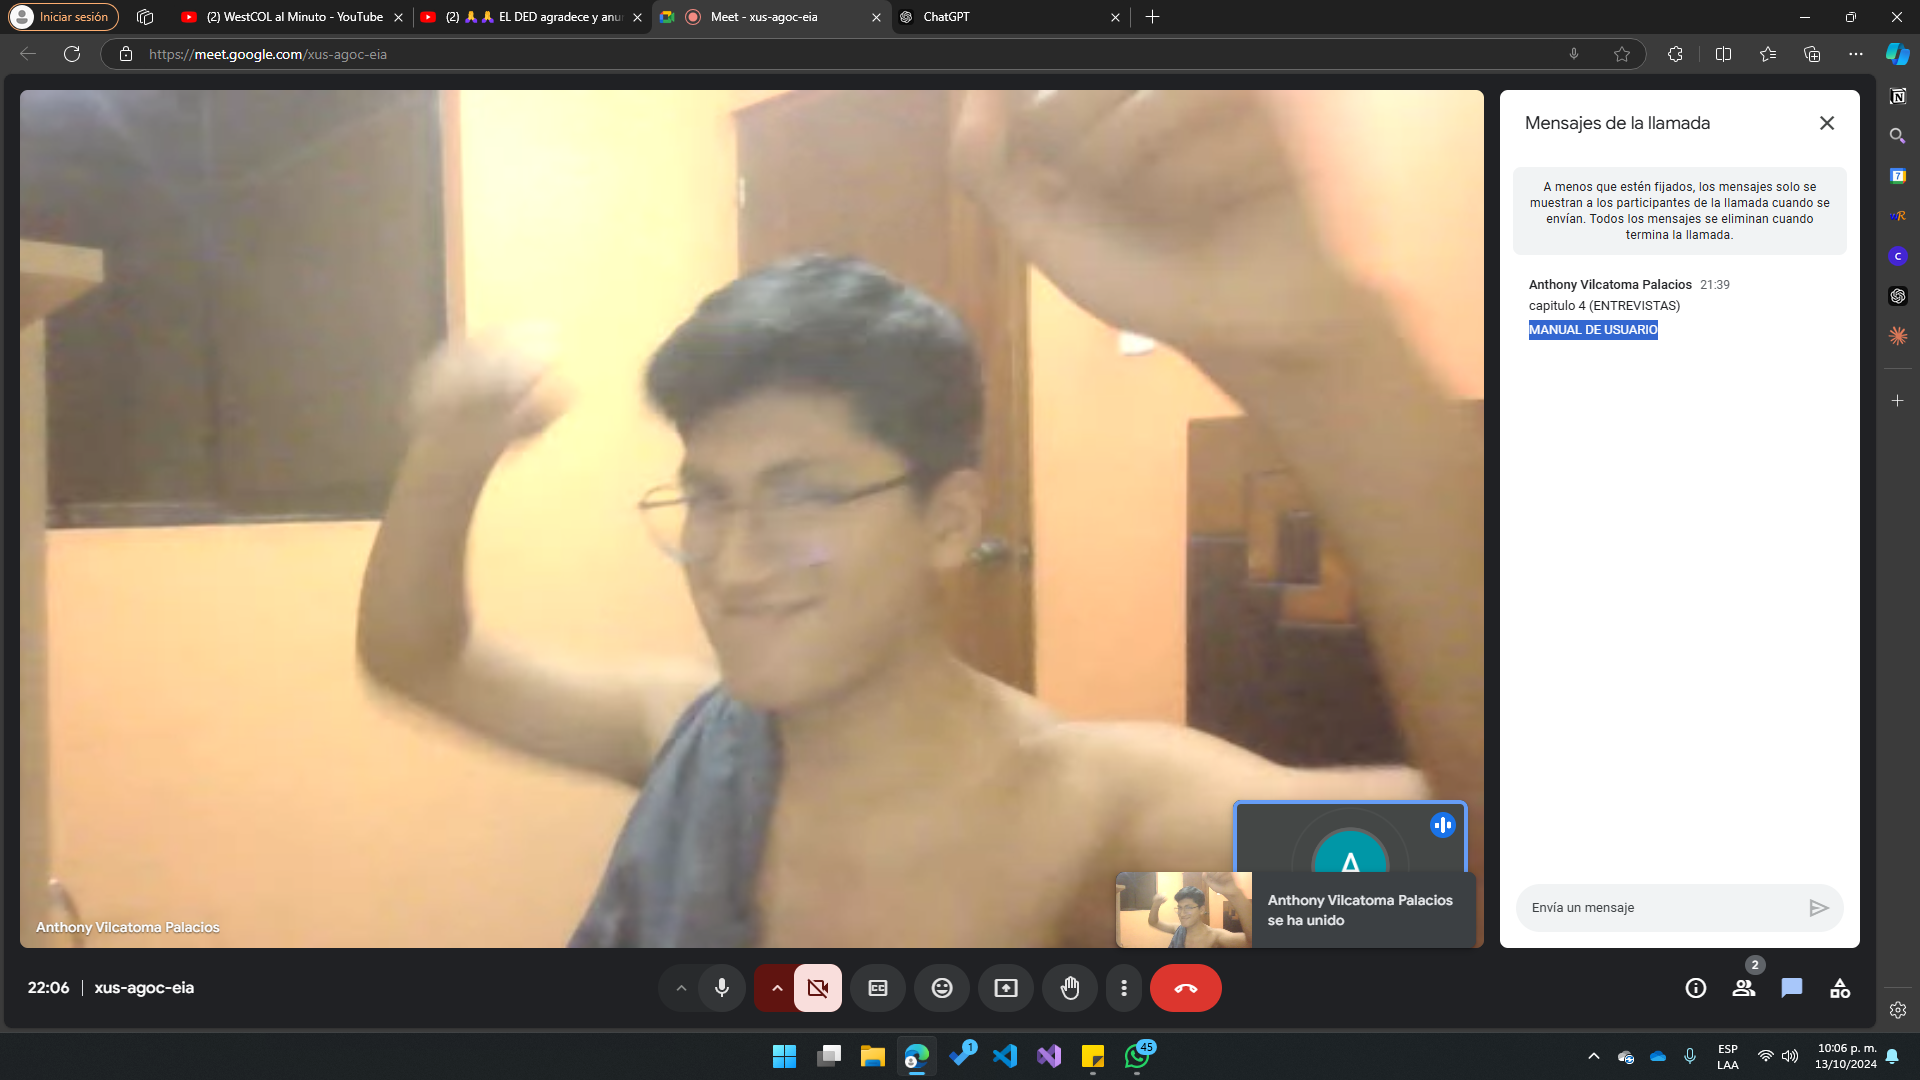 Iniciar sesión
(2) WestCOL al Minuto - YouTube
(2) 🙏 🙏 EL DED agradece y anu
Meet - xus-agoc-eia
ChatGPT
https://meet.google.com/xus-agoc-eia
Mensajes de la llamada
A menos que estén fijados, los mensajes solo se
muestran a los participantes de la llamada cuando se
envían. Todos los mensajes se eliminan cuando
termina la llamada.
Anthony Vilcatoma Palacios 21:39
capitulo 4 (ENTREVISTAS)
MANUAL DE USUARIO
A
Anthony Vilcatoma Palacios
se ha unido
Anthony Vilcatoma Palacios
Envía un mensaje
22:06 | xus-agoc-eia
2
1
45
ESP
LAA
10:06 p. m.
13/10/2024